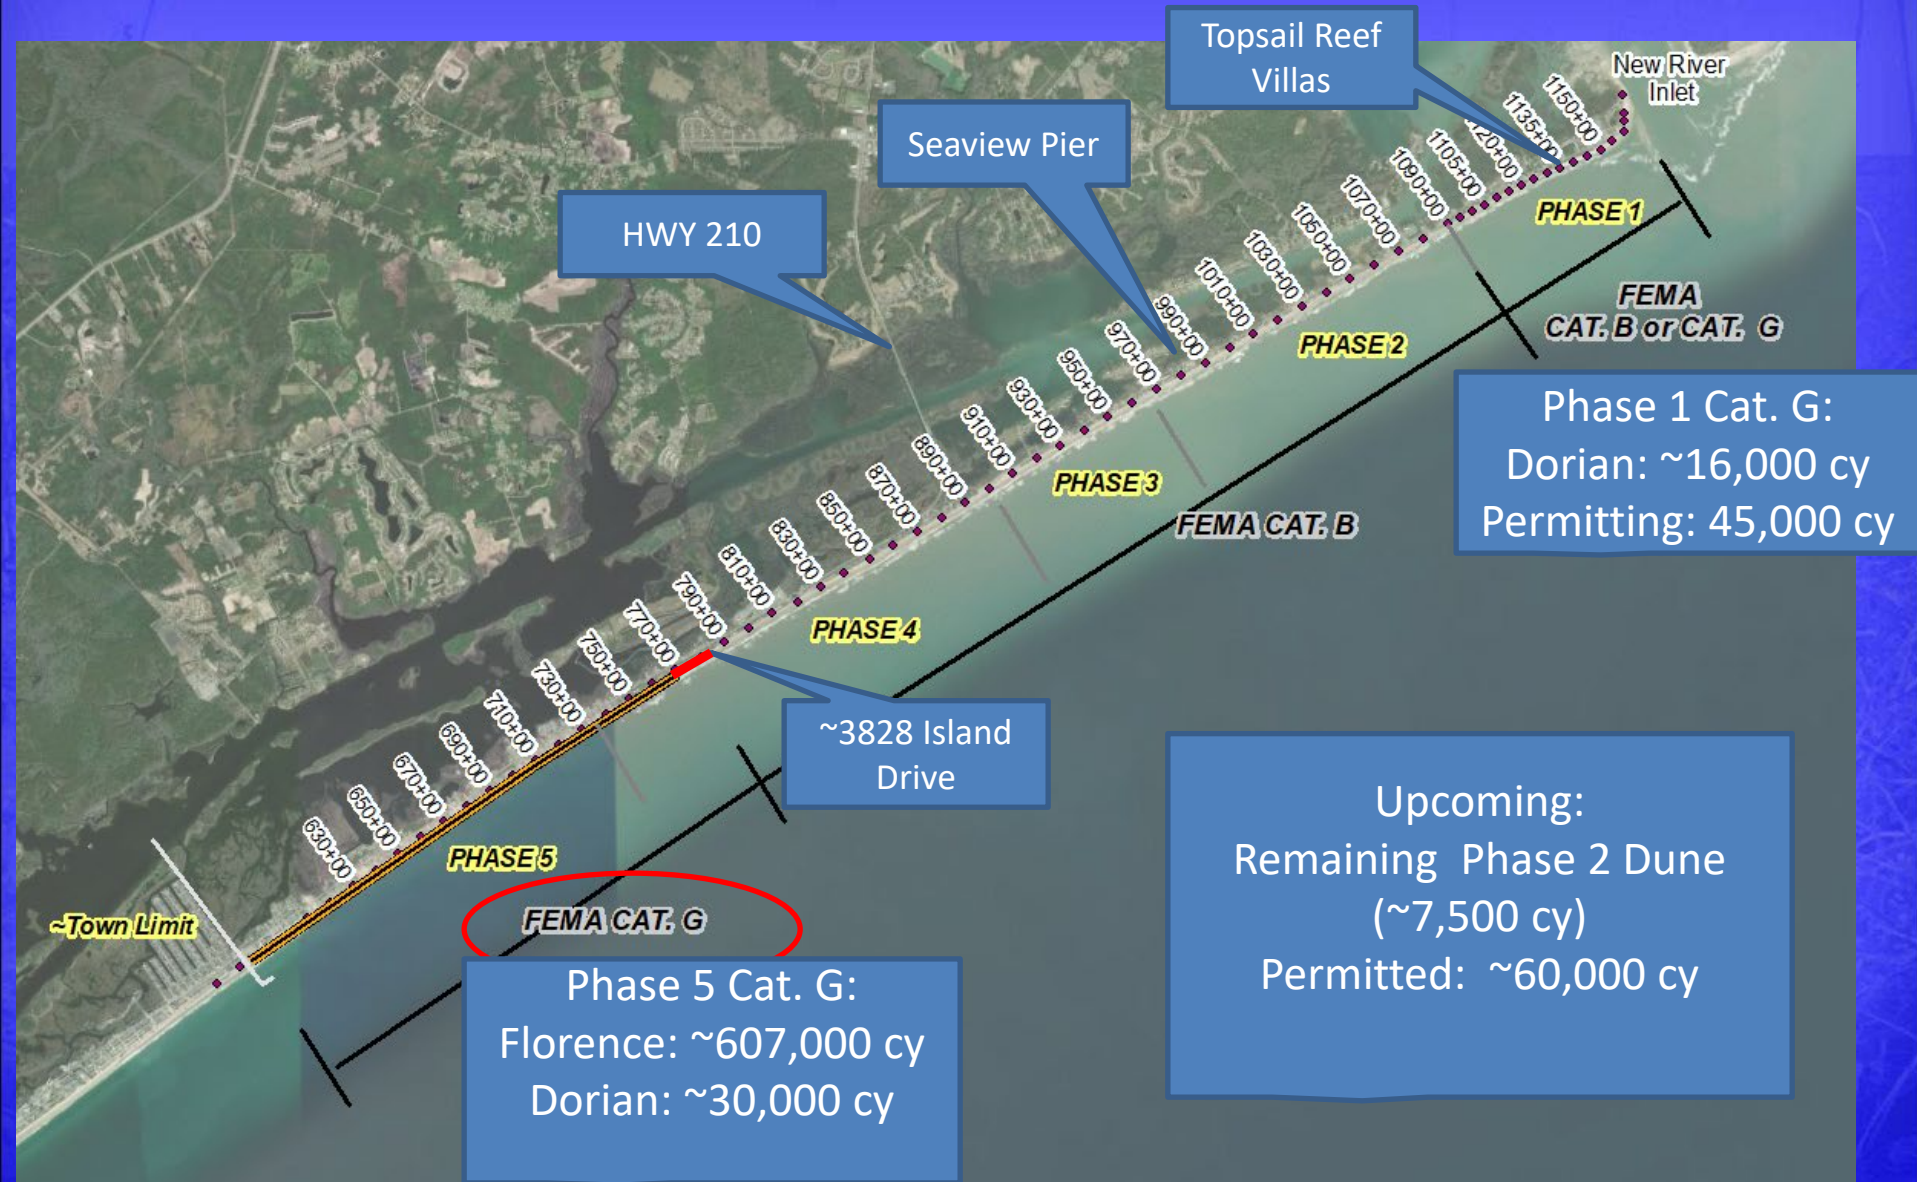 Topsail Reef
Villas
New River
Inlet
Seaview Pier
HWY 210
1150+00
1135+00
1120+00
1105+00
1090+00
1070+00
1050+00
1030+00
1010+00
990+00
970+00
950+00
930+00
910+00
890+00
870+00
850+00
830+00
810+00
790+00
770+00
750+00
730+00
710+00
690+00
670+00
650+00
630+00
PHASE 1
FEMA
CAT. B or CAT. G
PHASE 2
Phase 1 Cat. G:
Dorian: ~16,000 cy
Permitting: 45,000 cy
PHASE 3
FEMA CAT. B
PHASE 4
~3828 Island
Drive
PHASE 5
~Town Limit
FEMA CAT. G
Phase 5 Cat. G:
Florence: ~607,000 cy
Dorian: ~30,000 cy
Upcoming:
Remaining Phase 2 Dune
(~7,500 cy)
Permitted: ~60,000 cy